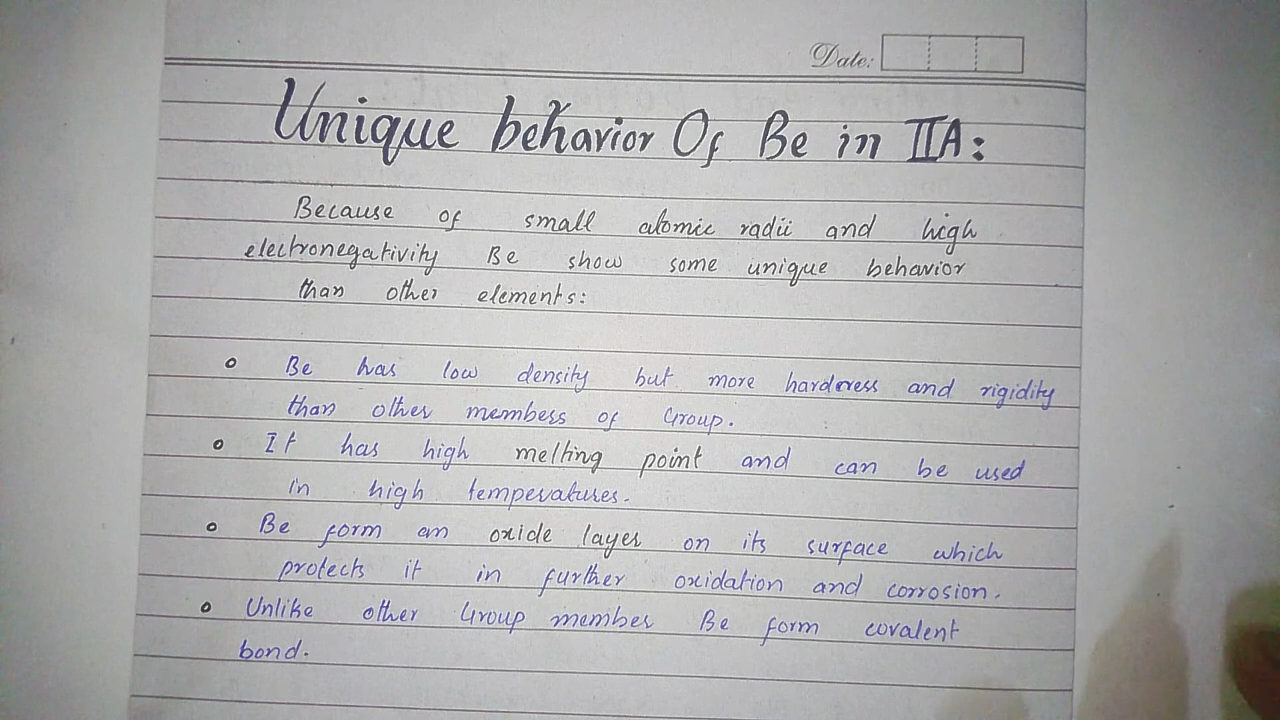 Date:
Unique behavior Of Be in IIA:
Because of small atomic radii and high
electronegativity Be show some unique behavior
than other elements:
Be has low density but more hardness and rigidity
than other members of Group.
It has high melting point and can be used
in high temperatures.
Be form an oxide layer on its surface which
protects it in further oxidation and corrosion.
Unlike other Group member Be form covalent
bond.